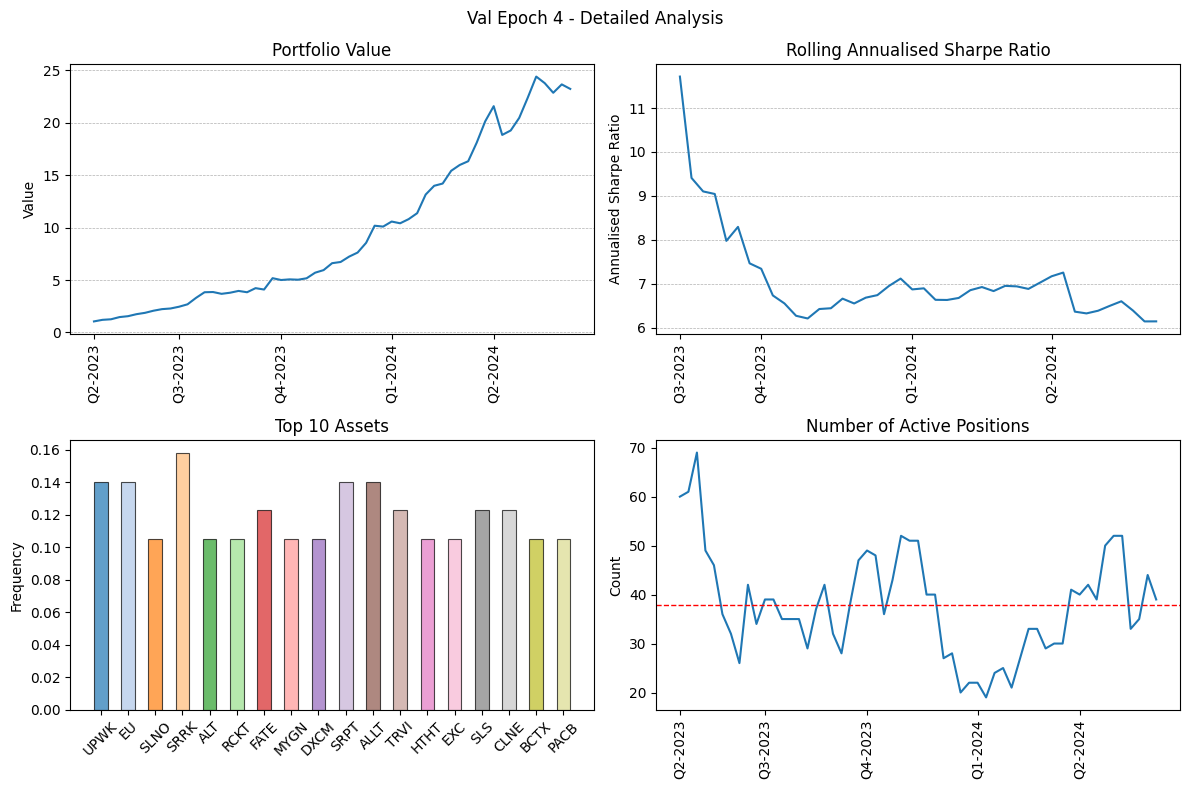 Val Epoch 4 - Detailed Analysis
Portfolio Value
Value
25
20
15
10
5
0
Q2-2023
Q3-2023
Q4-2023
Q1-2024
Q2-2024
Rolling Annualised Sharpe Ratio
Annualised Sharpe Ratio
11
10
9
8
7
6
Q3-2023
Q4-2023
Q1-2024
Q2-2024
Top 10 Assets
Frequency
0.16
0.14
0.12
0.10
0.08
0.06
0.04
0.02
0.00
UPWK
EU
SLNO
SRRK
ALT
RCKT
FATE
MYGN
DXCM
SRPT
ALLT
TRVI
HTHT
EXC
SLS
CLNE
BCTX
PACB
Number of Active Positions
Count
70
60
50
40
30
20
Q2-2023
Q3-2023
Q4-2023
Q1-2024
Q2-2024